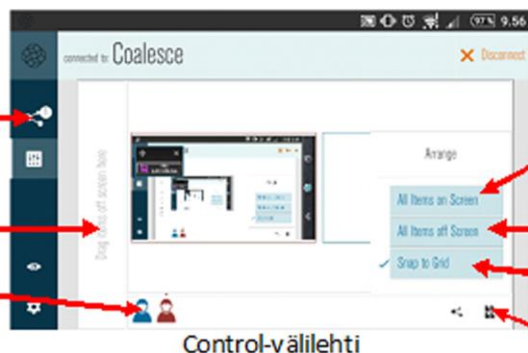 97% 9.56
connected to: Coalesce
Disconnect
Drag items off screen here
Arrange
All Items on Screen
All Items off Screen
Snap to Grid
Control-välilehti